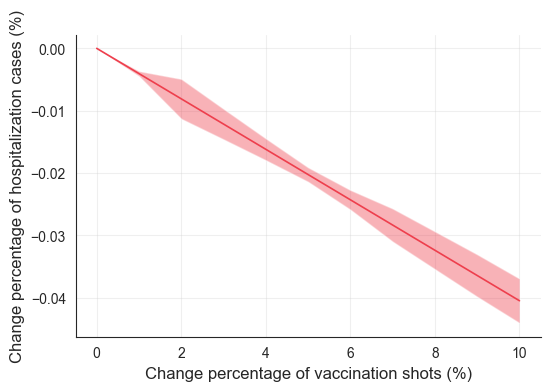 Change percentage of hospitalization cases (%)
0.00
−0.01
−0.02
−0.03
−0.04
0 2 4 6 8 10
Change percentage of vaccination shots (%)